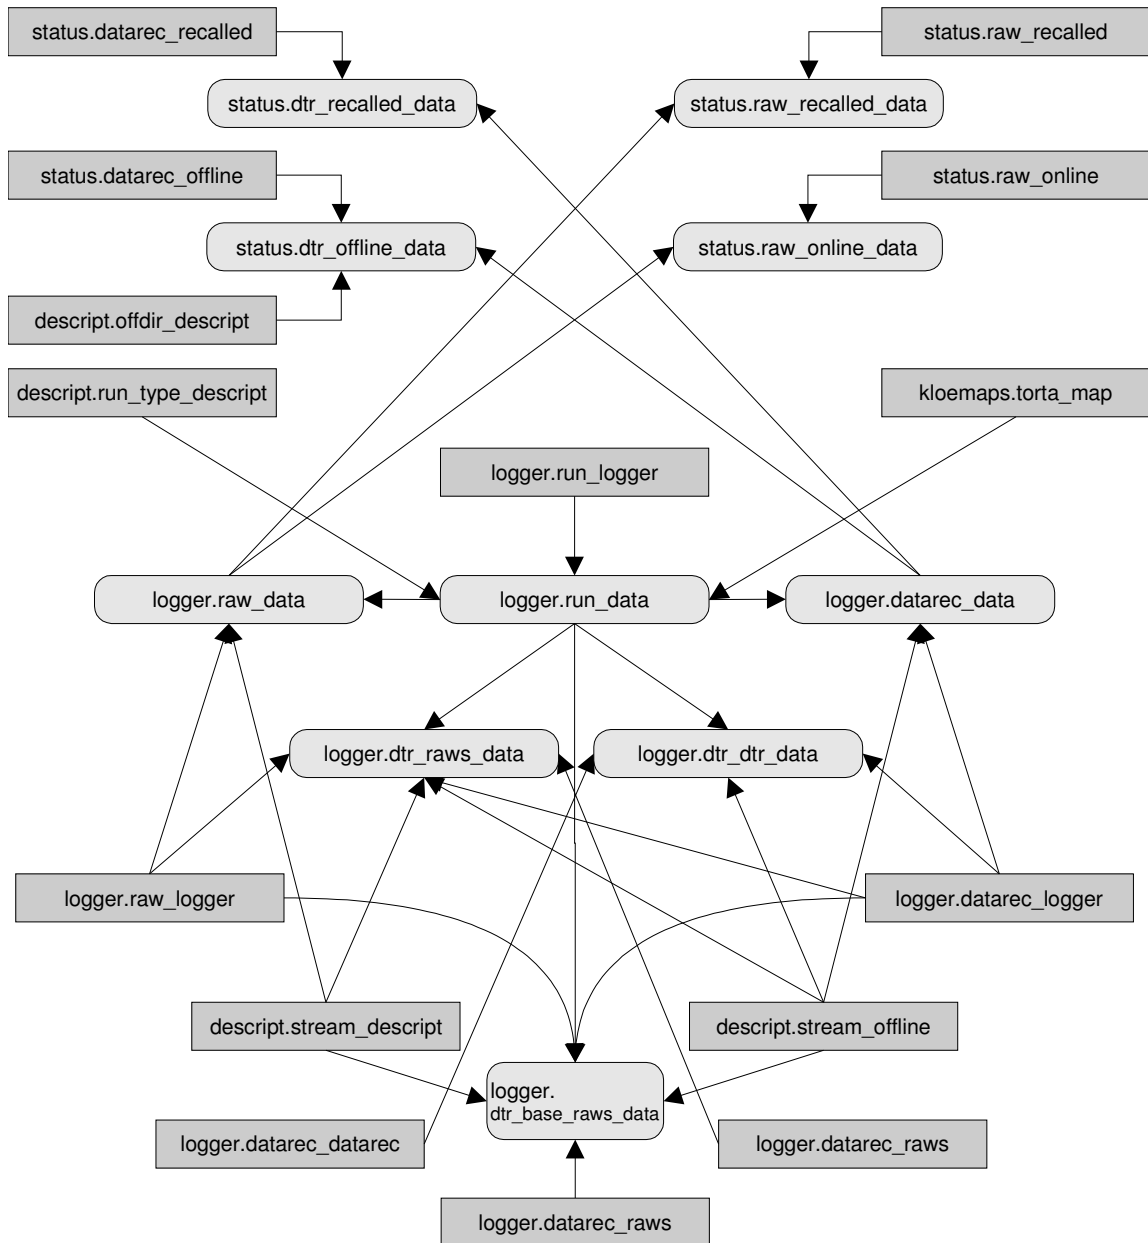 status.datarec_recalled
status.raw_recalled
status.dtr_recalled_data
status.raw_recalled_data
status.datarec_offline
status.raw_online
status.dtr_offline_data
status.raw_online_data
descript.offdir_descript
descript.run_type_descript
kloemaps.torta_map
logger.run_logger
logger.raw_data
logger.run_data
logger.datarec_data
logger.dtr_raws_data
logger.dtr_dtr_data
logger.raw_logger
logger.datarec_logger
descript.stream_descript
descript.stream_offline
logger.
dtr_base_raws_data
logger.datarec_datarec
logger.datarec_raws
logger.datarec_raws